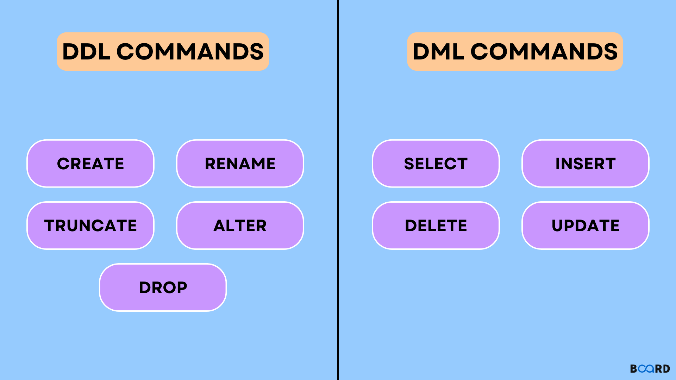 DDL COMMANDS
CREATE
RENAME
TRUNCATE
ALTER
DROP
DML COMMANDS
SELECT
INSERT
DELETE
UPDATE
BOARD